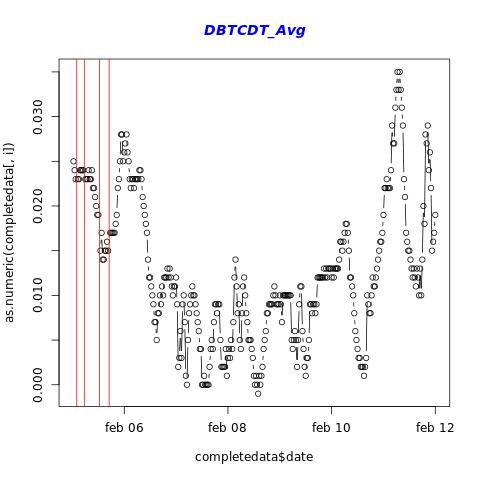 DBTCDT_Avg
as.numeric(completedata[, i])
0.030
0.020
0.010
0.000
feb 06
feb 08
feb 10
feb 12
completedata$date